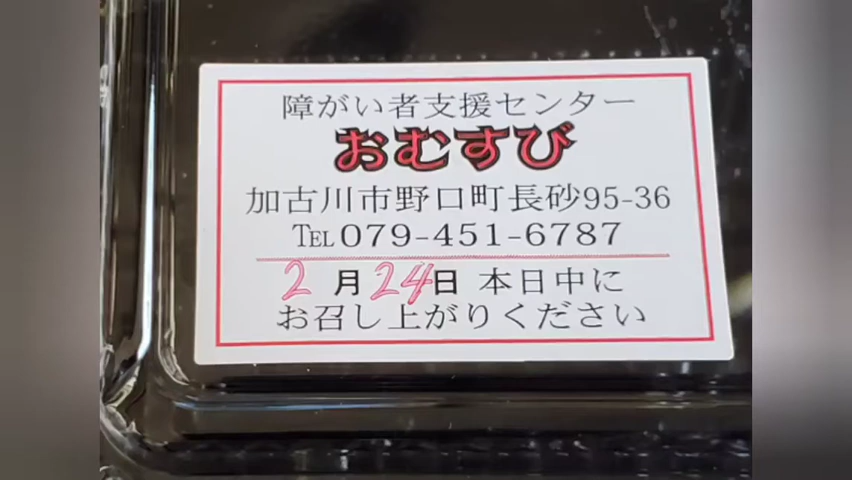 障がい者支援センター
おむすび
加古川市野口町長砂95-36
TEL079-451-6787
2月24日 本日中に
お召し上がりください